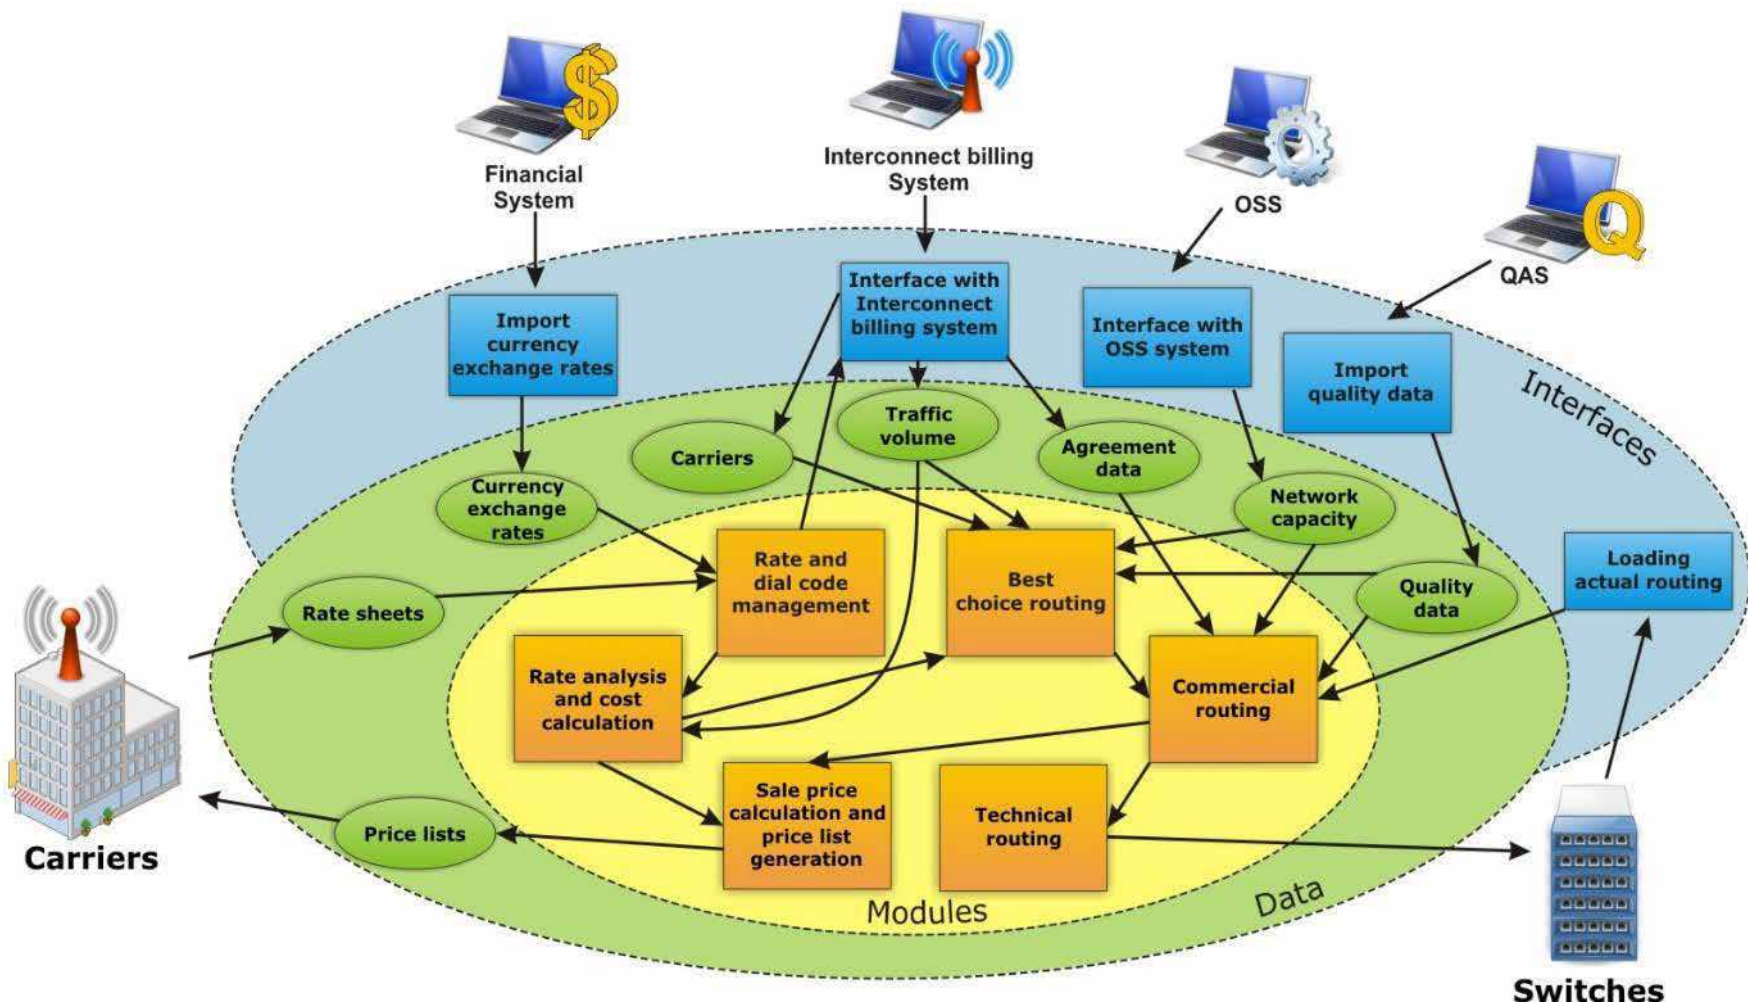 Financial
System
Interconnect billing
System
OSS
QAS
Import
currency
exchange rates
Interface with
Interconnect
billing system
Interface with
OSS system
Import
quality data
Interfaces
Carriers
Traffic
volume
Agreement
data
Currency
exchange
rates
Network
capacity
Rate and
dial code
management
Best
choice routing
Loading
actual routing
Rate sheets
Quality
data
Rate analysis
and cost
calculation
Commercial
routing
Price lists
Sale price
calculation and
price list
generation
Technical
routing
Carriers
Modules
Data
Switches